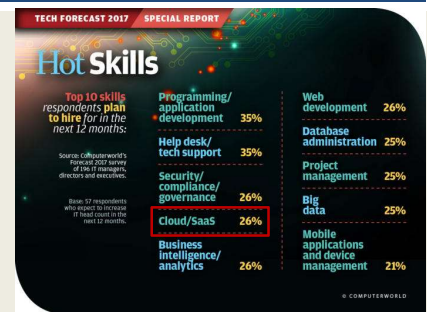 TECH FORECAST 2017 SPECIAL REPORT
Hot Skills
Top 10 skills
respondents plan
to hire for in the
next 12 months:
Source: Computerworld's
Forecast 2017 survey
of 196 IT managers,
directors and executives.
Base: 57 respondents
who expect to increase
IT head count in the
next 12 months.
Programming/
application
development 35%
Help desk/
tech support 35%
Security/
compliance/
governance 26%
Cloud/SaaS 26%
Business
intelligence/
analytics 26%
Web
development 26%
Database
administration 25%
Project
management 25%
Big
data 25%
Mobile
applications
and device
management 21%
© COMPUTERWORLD